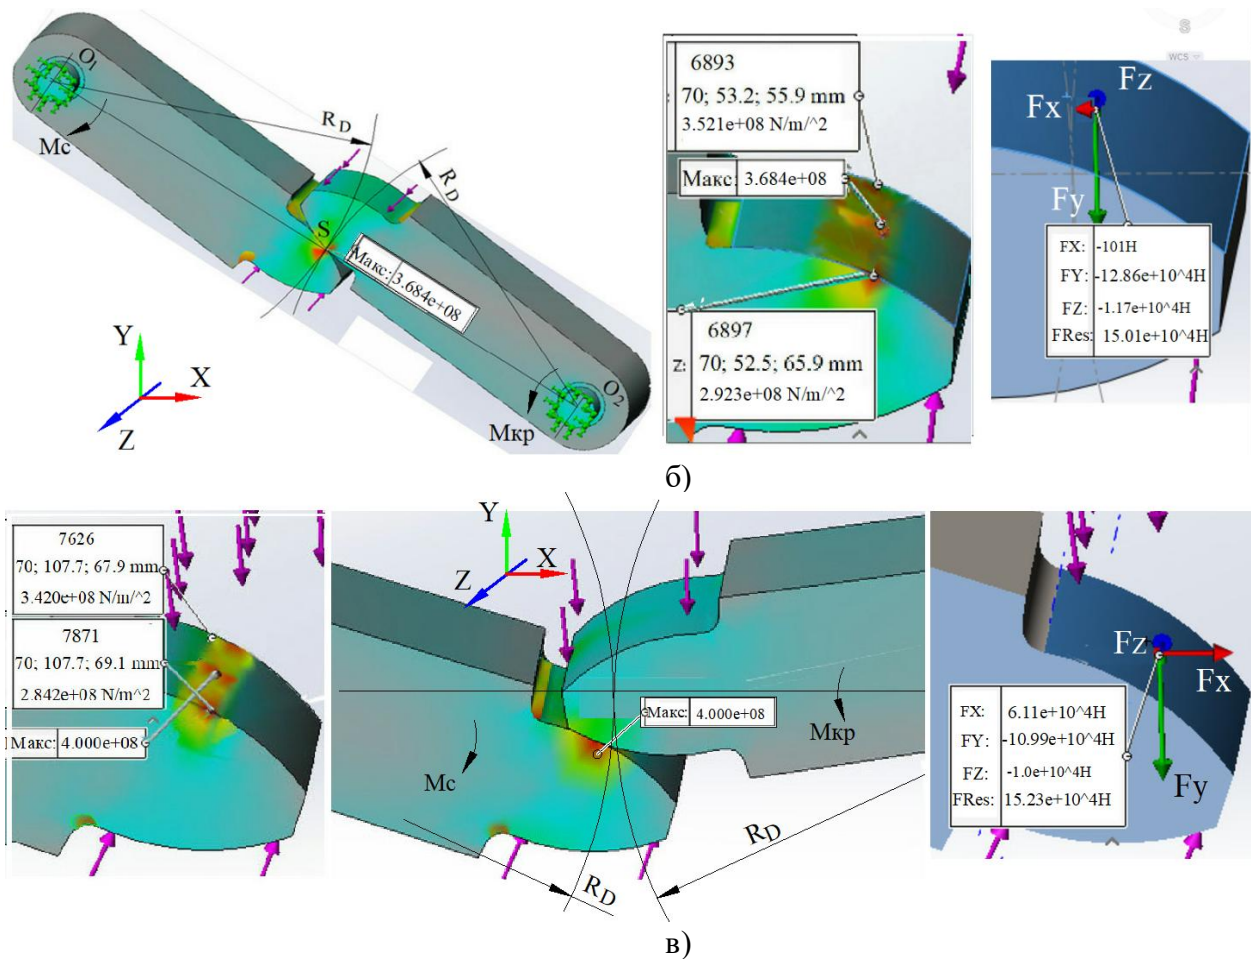 O1
RD
Mc
RD
S
Макс: 3.684e+08
Y
X
Z
O2
Мкр
6893
70; 53.2; 55.9 mm
3.521e+08 N/m/^2
Макс: 3.684e+08
6897
Z: 70; 52.5; 65.9 mm
2.923e+08 N/m/^2
S
WCS
Fz
Fx
Fy
FX: -101H
FY: -12.86e+10^4H
FZ: -1.17e+10^4H
FRes: 15.01e+10^4H
б)
7626
70; 107.7; 67.9 mm
3.420e+08 N/m/^2
7871
70; 107.7; 69.1 mm
2.842e+08 N/m^2
Макс: 4.000e+08
Y
X
Z
Макс: 4.000e+08
Mc
Мкр
RD
RD
Fz
Fx
Fy
FX: 6.11e+10^4H
FY: -10.99e+10^4H
FZ: -1.0e+10^4H
FRes: 15.23e+10^4H
в)